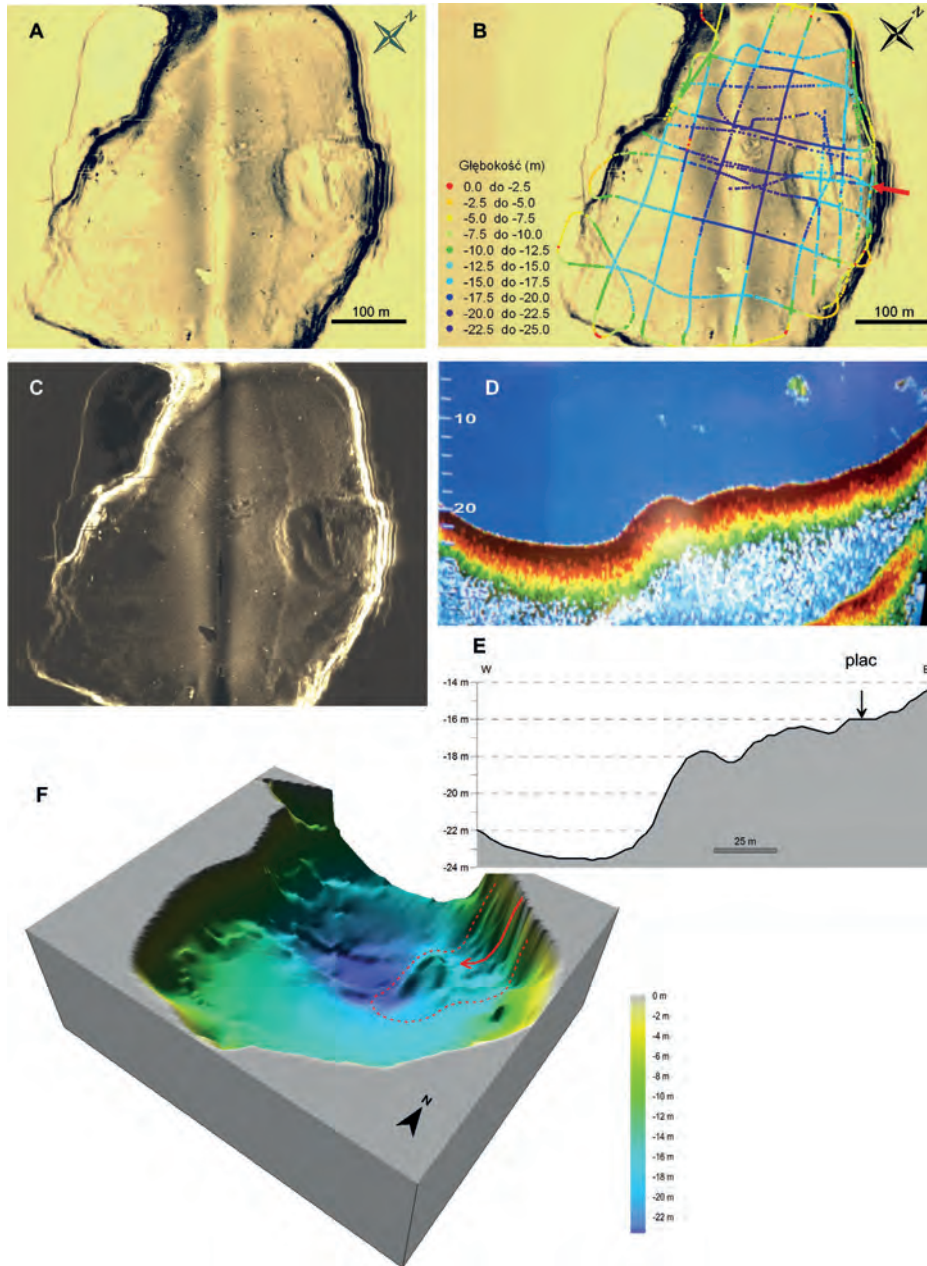 A
N
100 m
B
N
Głębokość (m)
0.0 do -2.5
-2.5 do -5.0
-5.0 do -7.5
-7.5 do -10.0
-10.0 do -12.5
-12.5 do -15.0
-15.0 do -17.5
-17.5 do -20.0
-20.0 do -22.5
-22.5 do -25.0
100 m
C
D
10
20
E
W
plac
E
-14 m
-16 m
-18 m
-20 m
-22 m
-24 m
25 m
F
N
0 m
-2 m
-4 m
-6 m
-8 m
-10 m
-12 m
-14 m
-16 m
-18 m
-20 m
-22 m